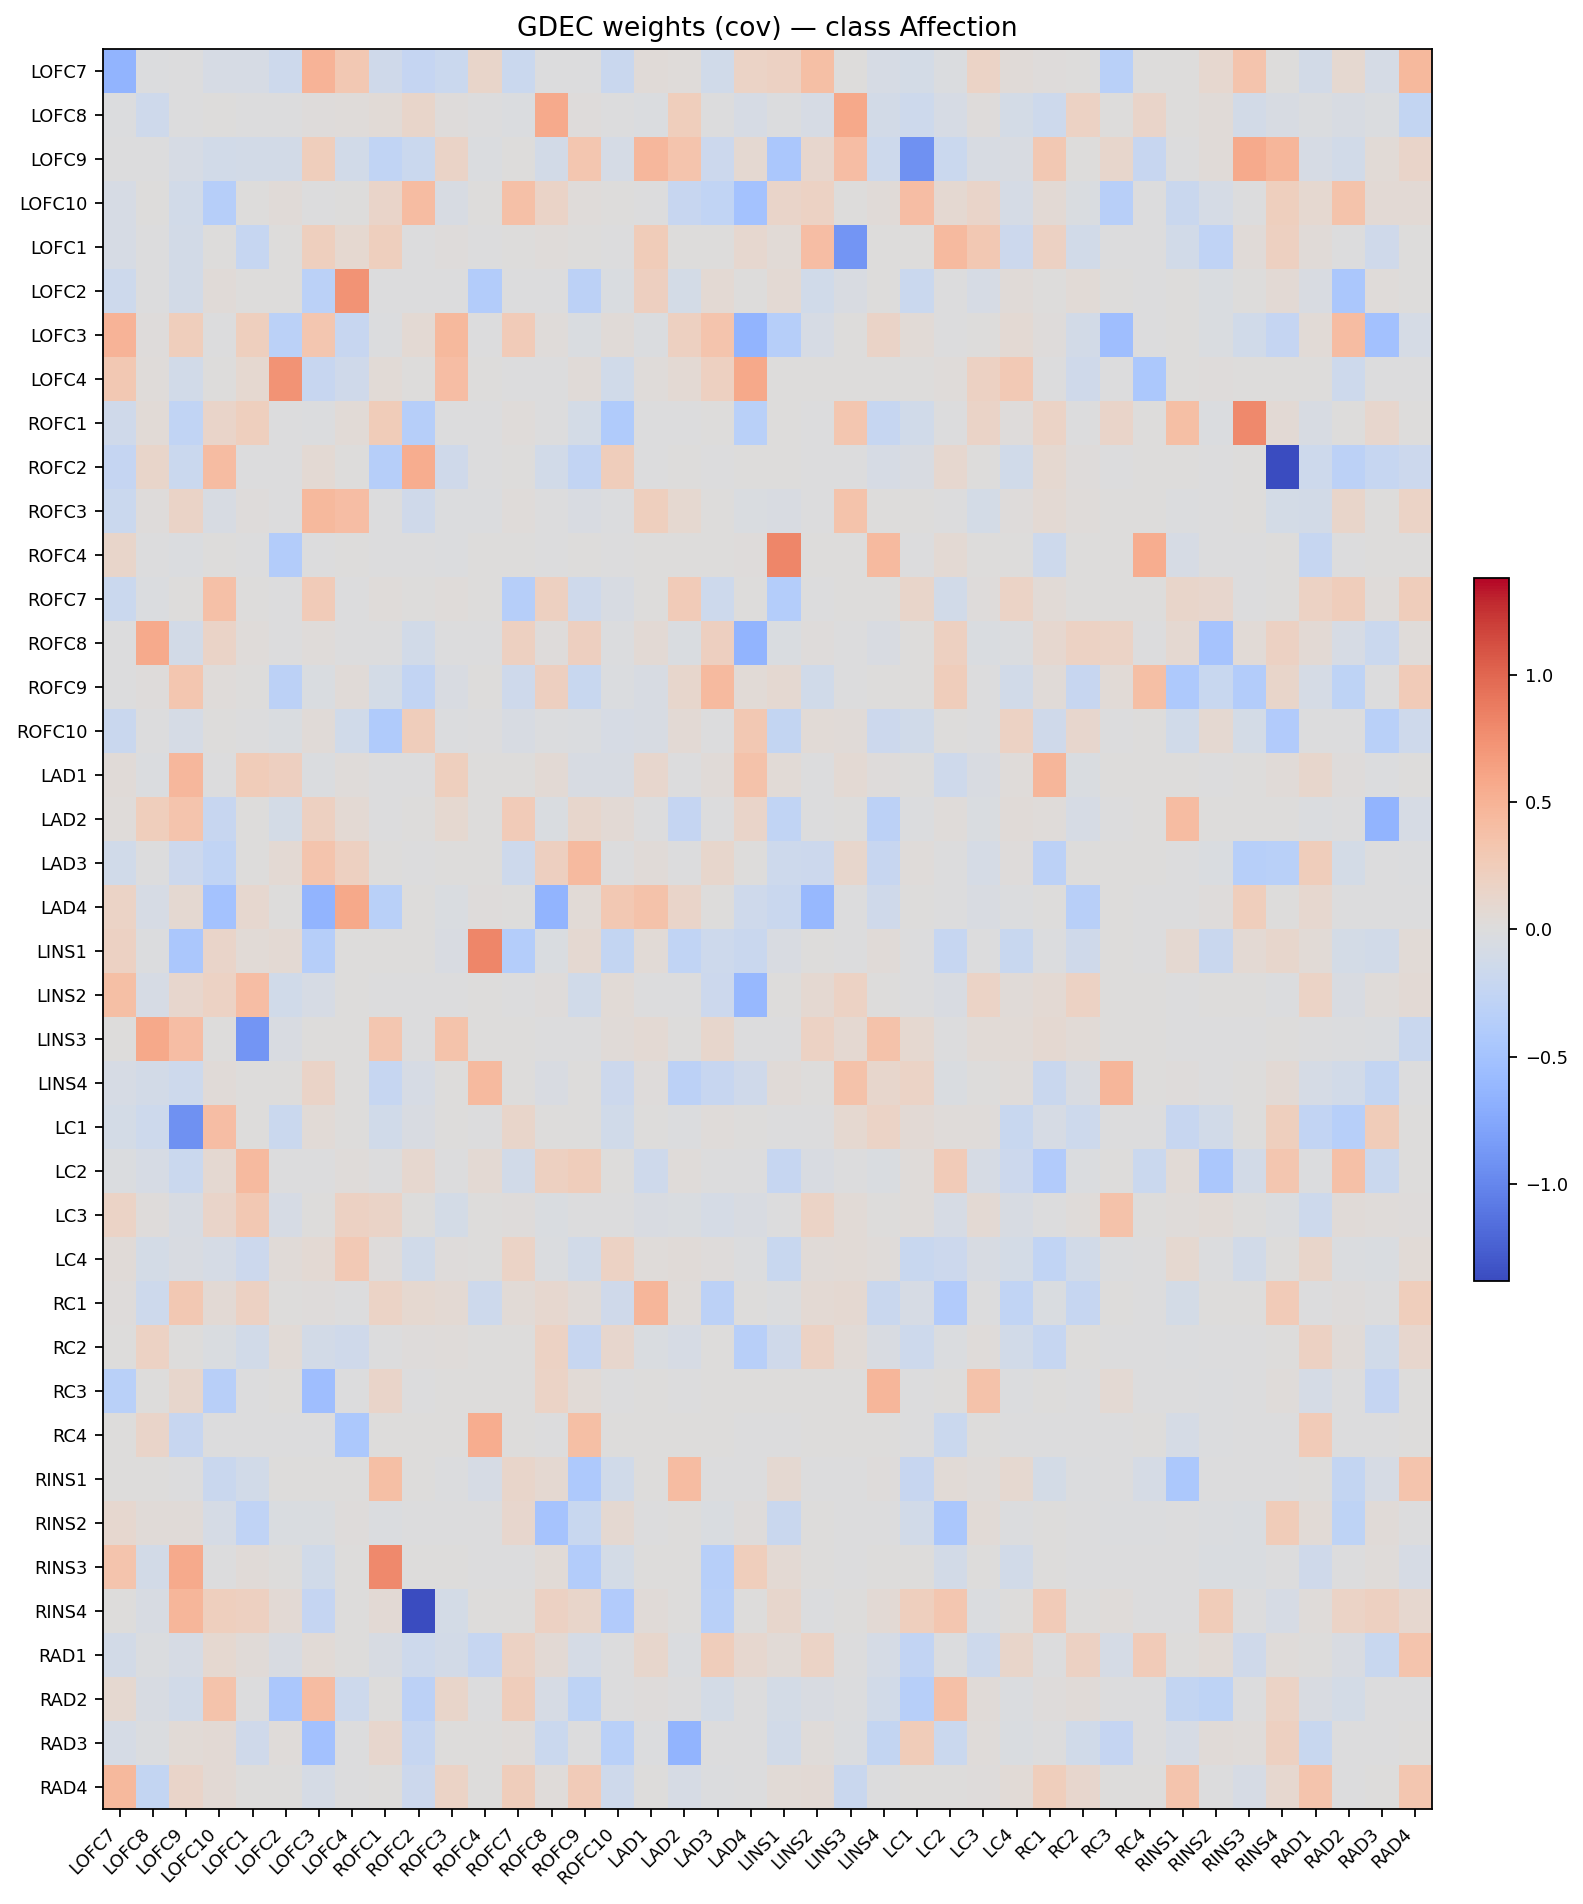 GDEC weights (cov) — class Affection
LOFC7
LOFC8
LOFC9
LOFC10
LOFC1
LOFC2
LOFC3
LOFC4
ROFC1
ROFC2
ROFC3
ROFC4
ROFC7
ROFC8
ROFC9
ROFC10
LAD1
LAD2
LAD3
LAD4
LINS1
LINS2
LINS3
LINS4
LC1
LC2
LC3
LC4
RC1
RC2
RC3
RC4
RINS1
RINS2
RINS3
RINS4
RAD1
RAD2
RAD3
RAD4
LOFC7 LOFC8 LOFC9 LOFC10 LOFC1 LOFC2 LOFC3 LOFC4 ROFC1 ROFC2 ROFC3 ROFC4 ROFC7 ROFC8 ROFC9 ROFC10 LAD1 LAD2 LAD3 LAD4 LINS1 LINS2 LINS3 LINS4 LC1 LC2 LC3 LC4 RC1 RC2 RC3 RC4 RINS1 RINS2 RINS3 RINS4 RAD1 RAD2 RAD3 RAD4
1.0
0.5
0.0
−0.5
−1.0